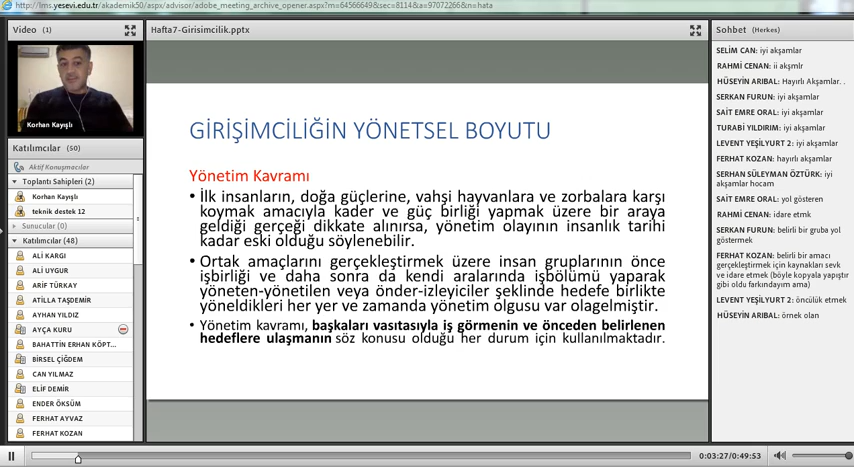 http://lms.yesevi.edu.tr/akademik50/aspx/advisor/adobe_meeting_archive_opener.aspx?m=64566649&sec=8114&a=97072266&n=hata
Video (1)
Korhan Kayışlı
Katılımcılar (50)
Aktif Konuşmacılar
Toplantı Sahipleri (2)
Korhan Kayışlı
teknik destek 12
Sunucular (0)
Katılımcılar (48)
ALİ KARGI
ALİ UYGUR
ARİF TÜRKAY
ATİLLA TAŞDEMİR
AYHAN YILDIZ
AYÇA KURU
BAHATTİN ERHAN KÖPT...
BİRSEL ÇİĞDEM
CAN YILMAZ
ELİF DEMİR
ENDER ÖKSÜM
FERHAT AYVAZ
FERHAT KOZAN
Hafta7-Girisimcilik.pptx
GİRİŞİMCİLİĞİN YÖNETSEL BOYUTU
Yönetim Kavramı
• İlk insanların, doğa güçlerine, vahşi hayvanlara ve zorbalara karşı
koymak amacıyla kader ve güç birliği yapmak üzere bir araya
geldiği gerçeği dikkate alınırsa, yönetim olayının insanlık tarihi
kadar eski olduğu söylenebilir.
• Ortak amaçlarını gerçekleştirmek üzere insan gruplarının önce
işbirliği ve daha sonra da kendi aralarında işbölümü yaparak
yöneten-yönetilen veya önder-izleyiciler şeklinde hedefe birlikte
yöneldikleri her yer ve zamanda yönetim olgusu var olagelmiştir.
• Yönetim kavramı, başkaları vasıtasıyla iş görmenin ve önceden belirlenen
hedeflere ulaşmanın söz konusu olduğu her durum için kullanılmaktadır.
Sohbet (Herkes)
SELİM CAN: iyi akşamlar
RAHMİ CENAN: ii akşmlr
HÜSEYİN ARIBAL: Hayırlı Akşamlar. .
SERKAN FURUN: iyi akşamlar
SAİT EMRE ORAL: iyi akşamlar
TURABİ YILDIRIM: iyi akşamlar
LEVENT YEŞİLYURT 2: iyi akşamlar
FERHAT KOZAN: hayırlı akşamlar
SERHAN SÜLEYMAN ÖZTÜRK: iyi
akşamlar hocam
SAİT EMRE ORAL: yol gösteren
RAHMİ CENAN: idare etmk
SERKAN FURUN: belirli bir gruba yol
göstermek
FERHAT KOZAN: belirli bir amacı
gerçekleştirmek için kaynakları sevk
ve idare etmek (böyle kopyala yapıştır
gibi oldu farkındayım ama)
LEVENT YEŞİLYURT 2: öncülük etmek
HÜSEYİN ARIBAL: örnek olan
0:03:27/0:49:53